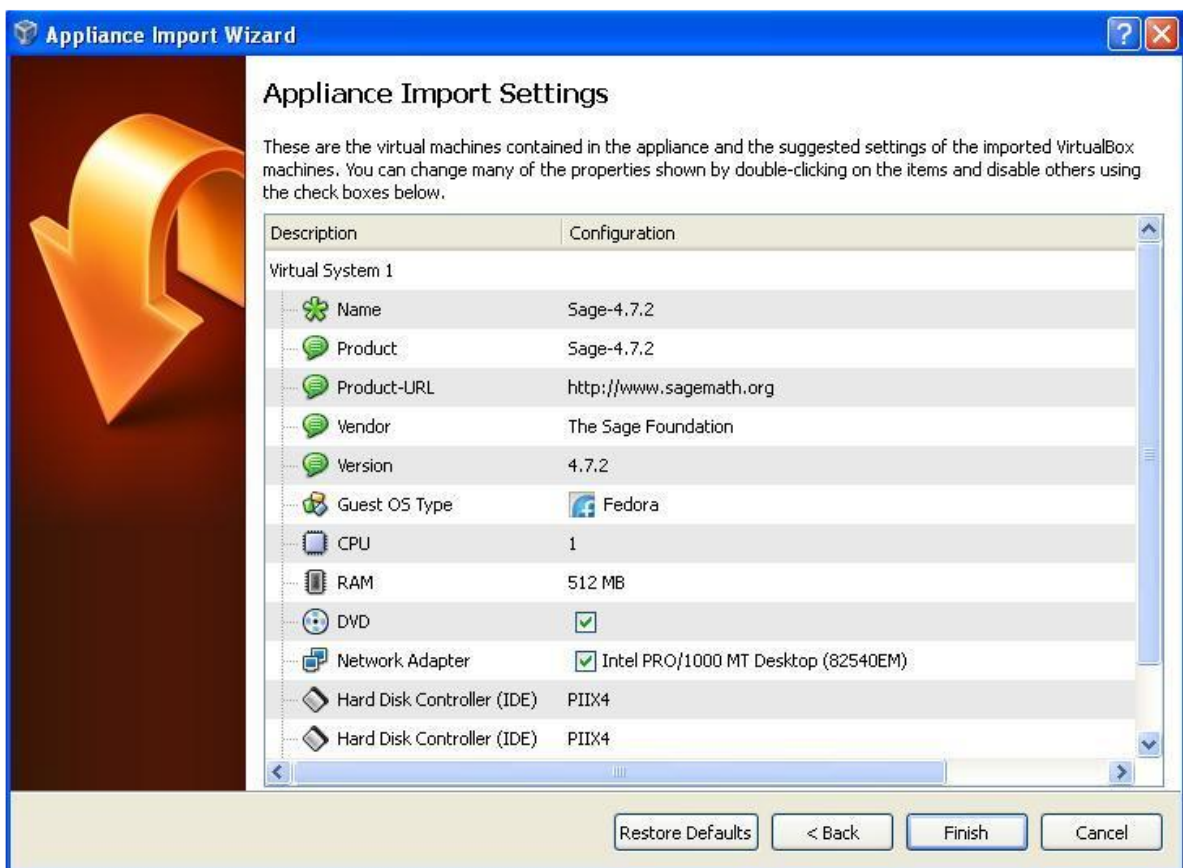 Appliance Import Wizard
Appliance Import Settings
These are the virtual machines contained in the appliance and the suggested settings of the imported VirtualBox
machines. You can change many of the properties shown by double-clicking on the items and disable others using
the check boxes below.
Description Configuration
Virtual System 1
Name Sage-4.7.2
Product Sage-4.7.2
Product-URL http://www.sagemath.org
Vendor The Sage Foundation
Version 4.7.2
Guest OS Type Fedora
CPU 1
RAM 512 MB
DVD
Network Adapter Intel PRO/1000 MT Desktop (82540EM)
Hard Disk Controller (IDE) PIIX4
Hard Disk Controller (IDE) PIIX4
Restore Defaults < Back Finish Cancel